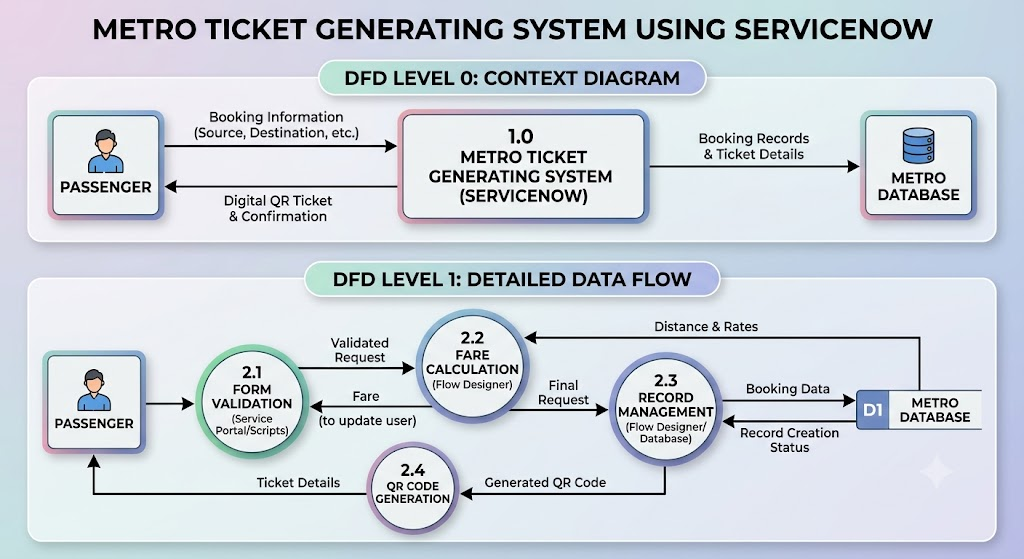 METRO TICKET GENERATING SYSTEM USING SERVICENOW
DFD LEVEL 0: CONTEXT DIAGRAM
PASSENGER
Booking Information
(Source, Destination, etc.)
Digital QR Ticket
& Confirmation
1.0
METRO TICKET
GENERATING SYSTEM
(SERVICENOW)
Booking Records
& Ticket Details
METRO
DATABASE
DFD LEVEL 1: DETAILED DATA FLOW
PASSENGER
2.1
FORM
VALIDATION
(Service
Portal/Scripts)
Validated
Request
Fare
(to update user)
2.2
FARE
CALCULATION
(Flow Designer)
Distance & Rates
Final
Request
2.3
RECORD
MANAGEMENT
(Flow Designer/
Database)
Booking Data
Record Creation
Status
D1
METRO
DATABASE
Ticket Details
2.4
QR CODE
GENERATION
Generated QR Code